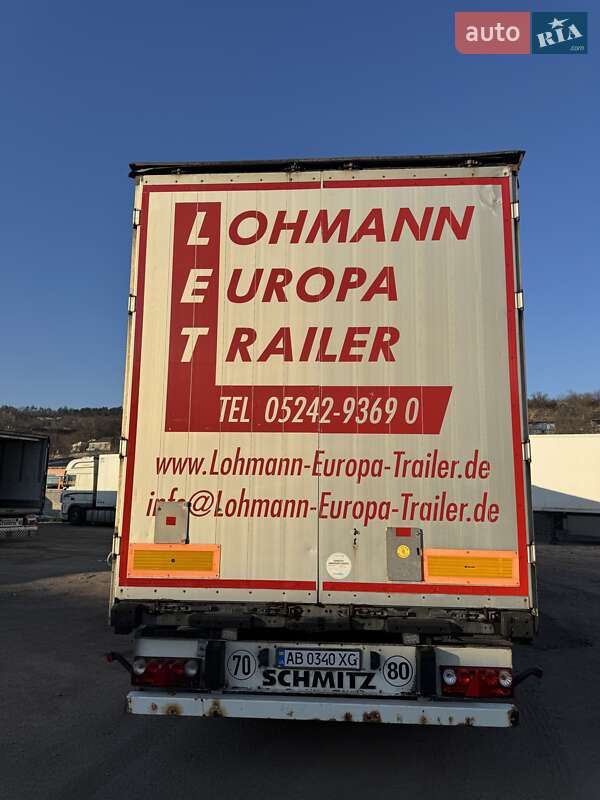 auto RIA.com
LOHMANN
EUROPA
TRAILER
TEL 05242-9369 0
www.Lohmann-Europa-Trailer.de
info@Lohmann-Europa-Trailer.de
70 AB 0340 XG 80
SCHMITZ